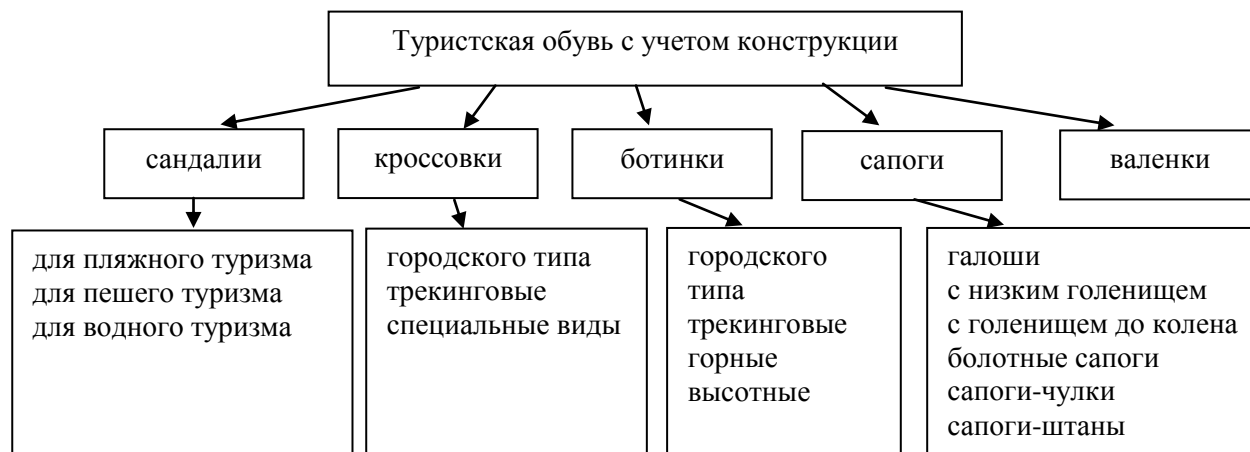 Туристская обувь с учетом конструкции
сандалии
кроссовки
ботинки
сапоги
валенки
для пляжного туризма
для пешего туризма
для водного туризма
городского типа
трекинговые
специальные виды
городского
типа
трекинговые
горные
высотные
галоши
с низким голенищем
с голенищем до колена
болотные сапоги
сапоги-чулки
сапоги-штаны